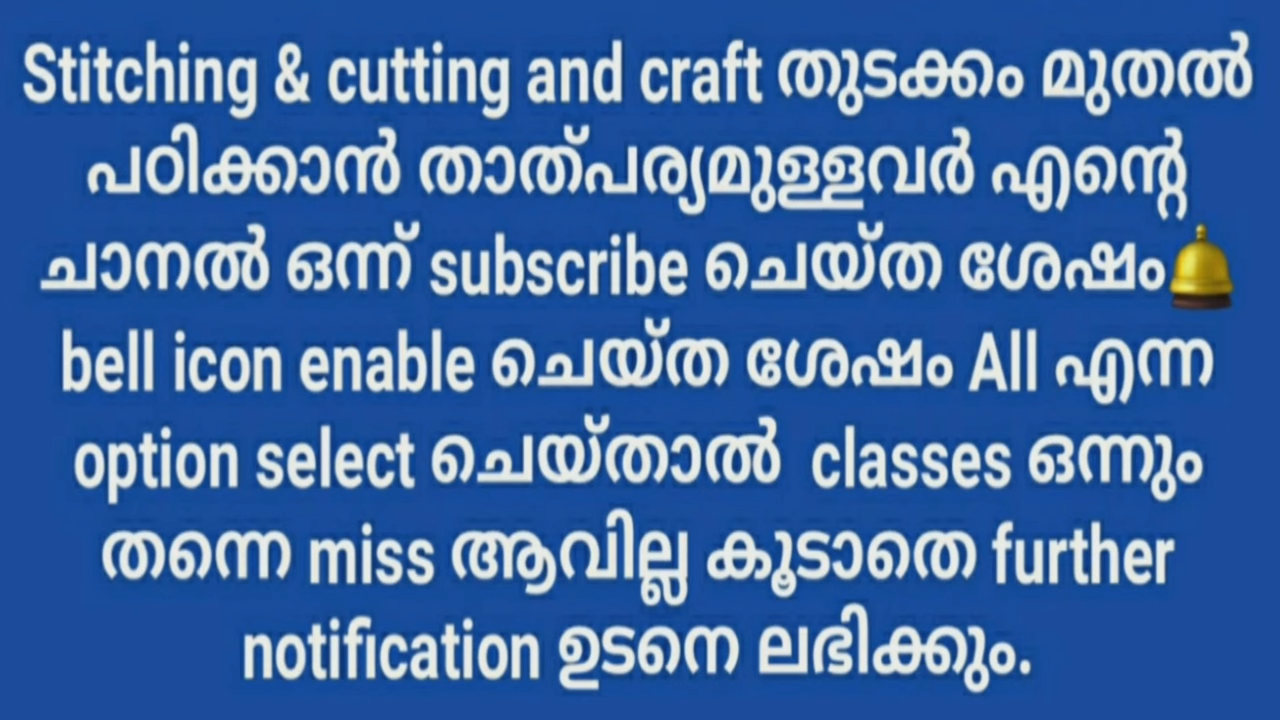 Stitching & cutting and craft തുടക്കം മുതൽ
പഠിക്കാൻ താത്പര്യമുള്ളവർ എന്റെ
ചാനൽ ഒന്ന് subscribe ചെയ്ത ശേഷം🛎
bell icon enable ചെയ്ത ശേഷം All എന്ന
option select ചെയ്താൽ classes ഒന്നും
തന്നെ miss ആവില്ല കൂടാതെ further
notification ഉടനെ ലഭിക്കും.